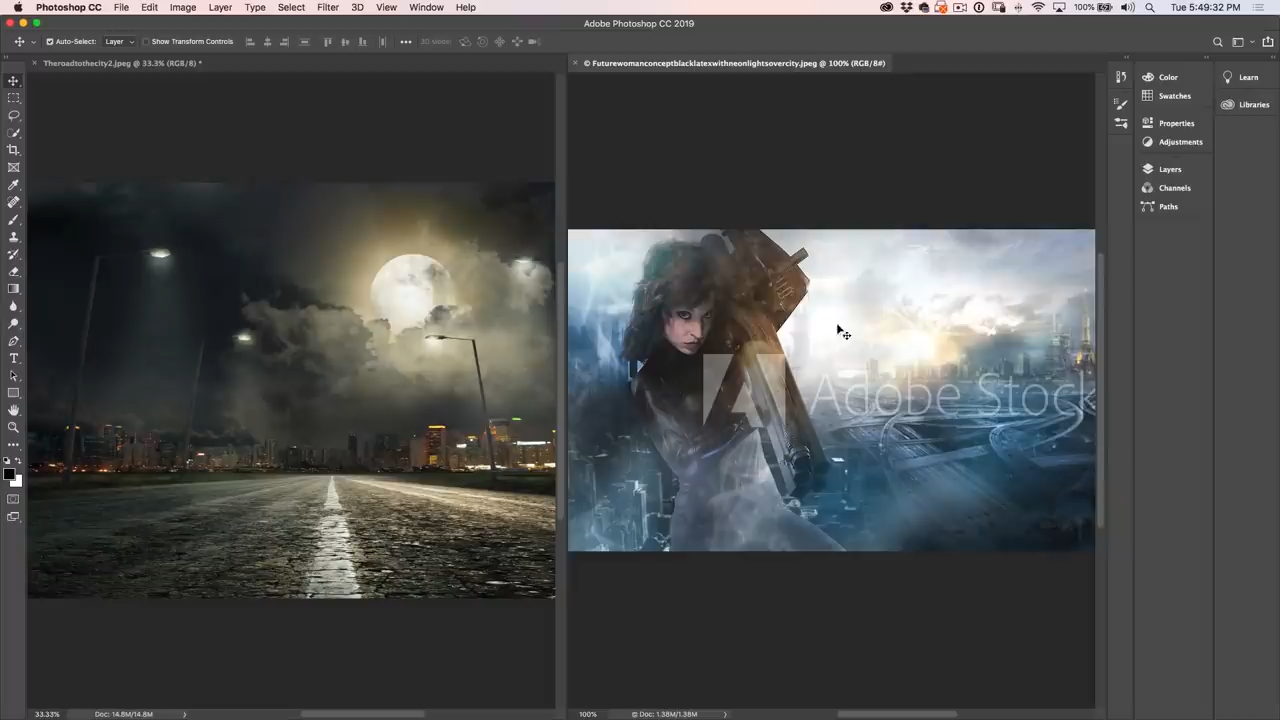 Photoshop CC File Edit Image Layer Type Select Filter 3D View Window Help
100% Tue 5:49:32 PM
Adobe Photoshop CC 2019
Auto-Select: Layer Show Transform Controls 3D Mode:
Theroadtothecity2.jpeg @ 33.3% (RGB/8) *
© Futurewomanconceptblacklatexwithneonlightsovercity.jpeg @ 100% (RGB/8#)
Color
Swatches
Properties
Adjustments
Layers
Channels
Paths
Learn
Libraries
Adobe Stock
33.33% Doc: 14.8M/14.8M
100% Doc: 1.38M/1.38M